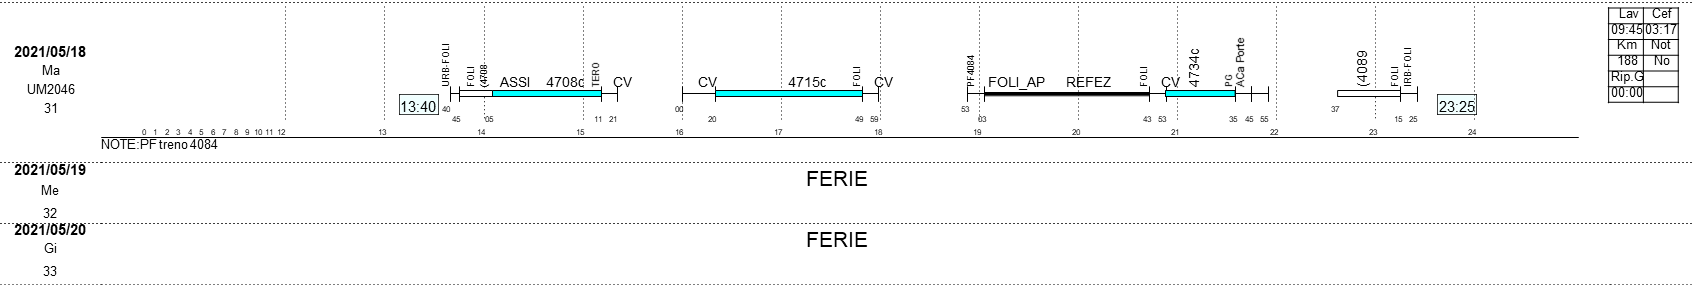 2021/05/18
Ma
UM2046
31
13:40
URB-FOLI
FOLI
(4708
ASSI 4708c
TERO
CV
CV 4715c
FOLI
CV
PF4084
FOLI_AP REFEZ
FOLI
CV
4734c
PG
ACa Porte
(4089
FOLI
IRB-FOLI
23:25
40 45 05 11 21 00 20 49 59 53 03 43 53 35 45 55 37 15 25
0 1 2 3 4 5 6 7 8 9 10 11 12 13 14 15 16 17 18 19 20 21 22 23 24
NOTE:PF treno 4084
Lav Cef
09:45 03:17
Km Not
188 No
Rip.G
00:00
2021/05/19
Me
32
FERIE
2021/05/20
Gi
33
FERIE